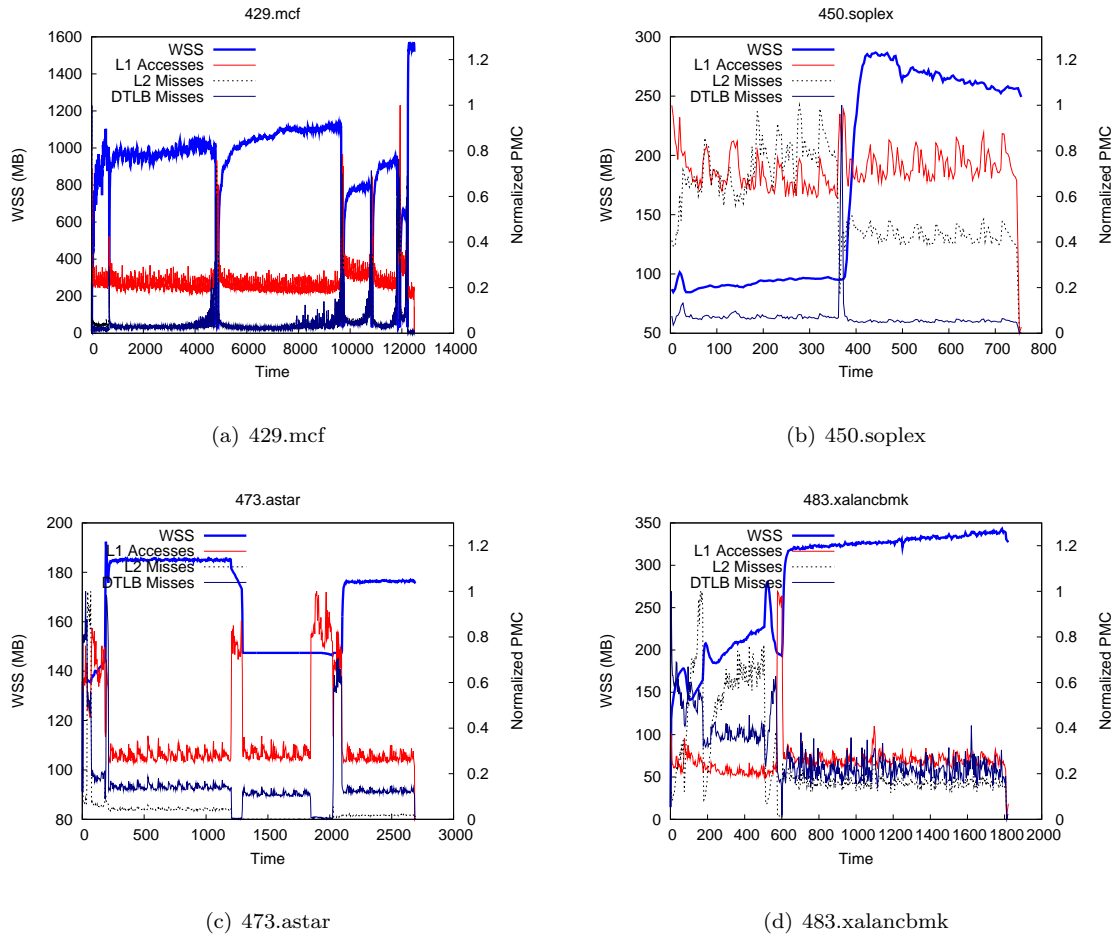 429.mcf
WSS
L1 Accesses
L2 Misses
DTLB Misses
WSS (MB)
0
200
400
600
800
1000
1200
1400
1600
0 2000 4000 6000 8000 10000 12000 14000
0
0.2
0.4
0.6
0.8
1
1.2
Normalized PMC
Time
(a) 429.mcf
450.soplex
WSS
L1 Accesses
L2 Misses
DTLB Misses
WSS (MB)
50
100
150
200
250
300
0 100 200 300 400 500 600 700 800
0
0.2
0.4
0.6
0.8
1
1.2
Normalized PMC
Time
(b) 450.soplex
473.astar
WSS
L1 Accesses
L2 Misses
DTLB Misses
WSS (MB)
80
100
120
140
160
180
200
0 500 1000 1500 2000 2500 3000
0
0.2
0.4
0.6
0.8
1
1.2
Normalized PMC
Time
(c) 473.astar
483.xalancbmk
WSS
L1 Accesses
L2 Misses
DTLB Misses
WSS (MB)
0
50
100
150
200
250
300
350
0 200 400 600 800 1000 1200 1400 1600 1800 2000
0
0.2
0.4
0.6
0.8
1
1.2
Normalized PMC
Time
(d) 483.xalancbmk